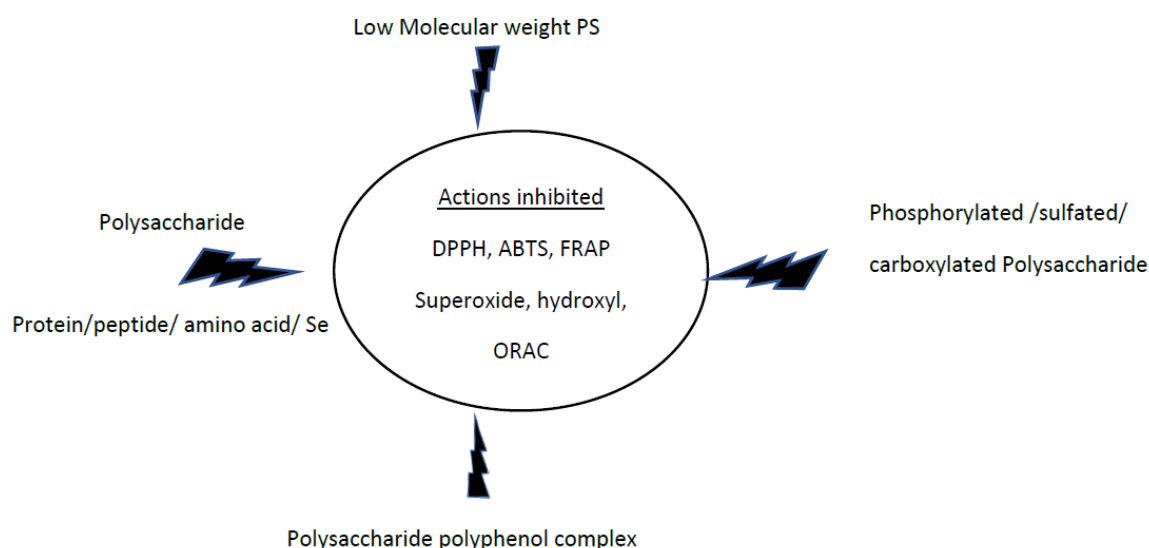 Low Molecular weight PS
Actions inhibited
DPPH, ABTS, FRAP
Superoxide, hydroxyl,
ORAC
Polysaccharide
Protein/peptide/ amino acid/ Se
Phosphorylated /sulfated/
carboxylated Polysaccharide
Polysaccharide polyphenol complex